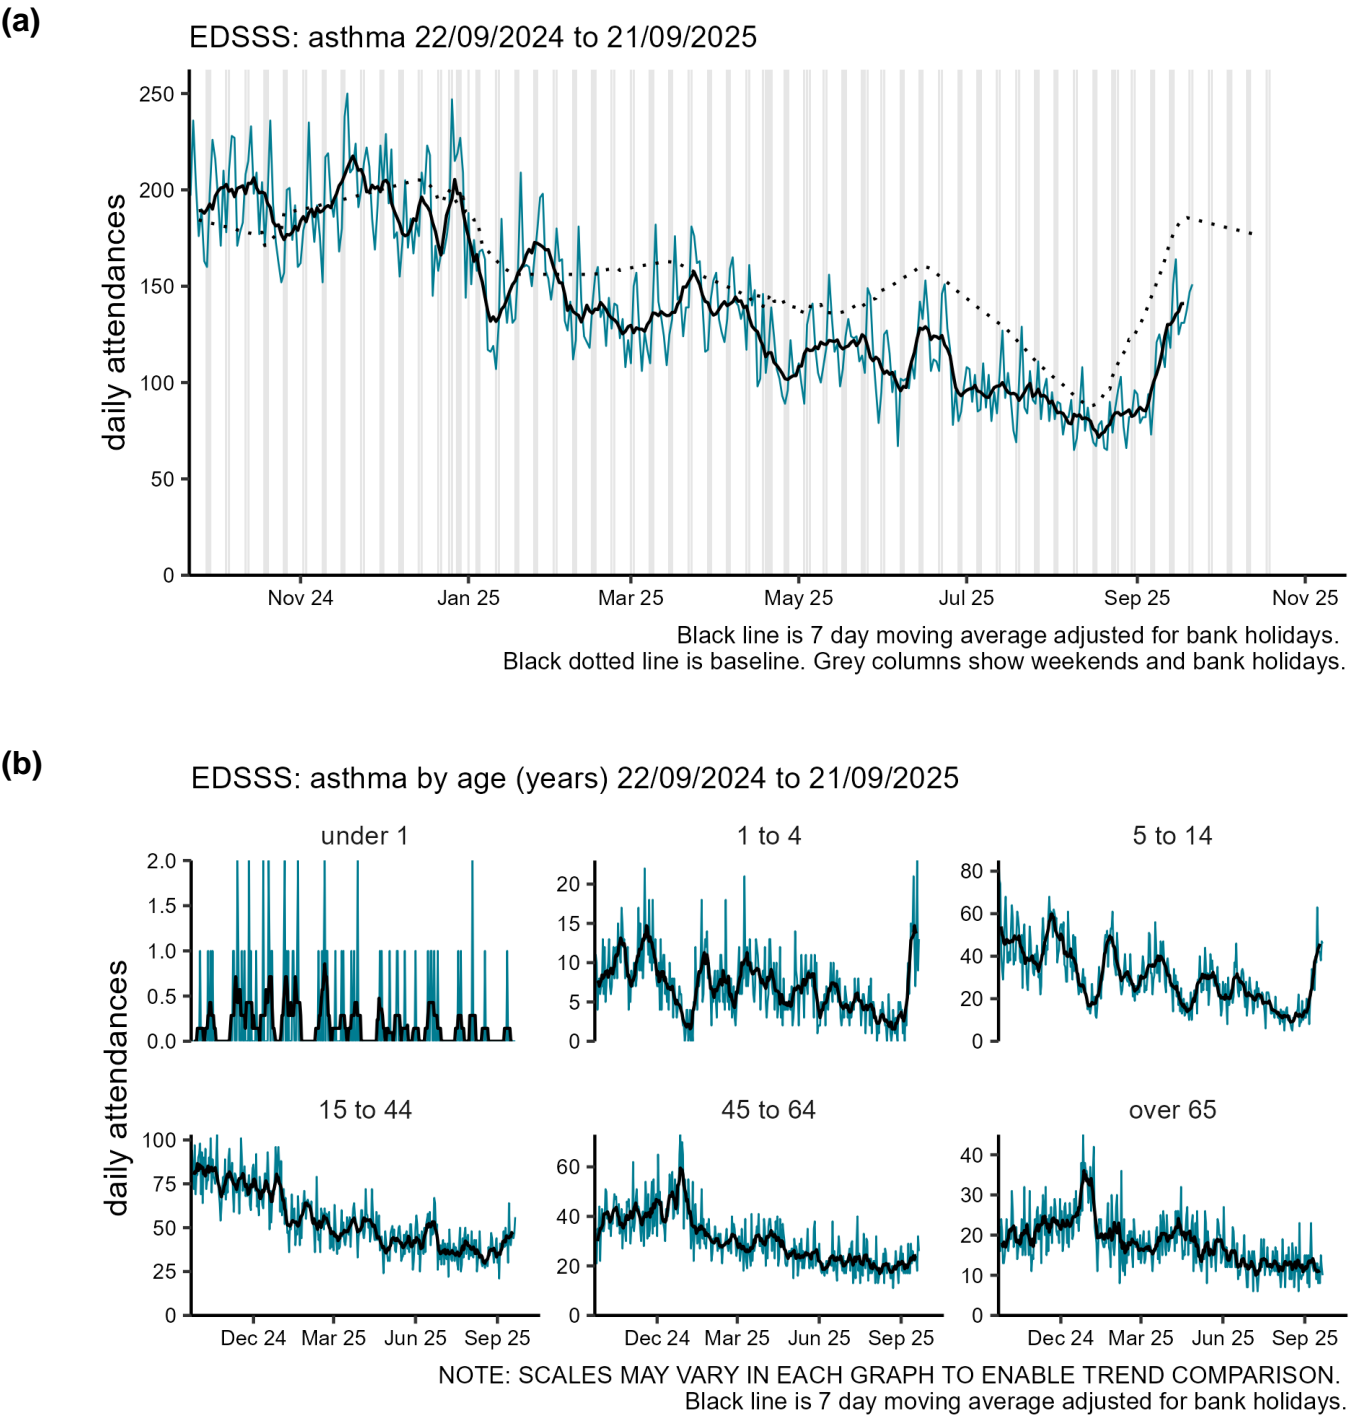 (a)
EDSSS: asthma 22/09/2024 to 21/09/2025
daily attendances
250
200
150
100
50
0
Nov 24 Jan 25 Mar 25 May 25 Jul 25 Sep 25 Nov 25
Black line is 7 day moving average adjusted for bank holidays.
Black dotted line is baseline. Grey columns show weekends and bank holidays.
(b)
EDSSS: asthma by age (years) 22/09/2024 to 21/09/2025
daily attendances
under 1
2.0
1.5
1.0
0.5
0.0
1 to 4
20
15
10
5
0
5 to 14
80
60
40
20
0
15 to 44
100
75
50
25
0
Dec 24 Mar 25 Jun 25 Sep 25
45 to 64
60
40
20
0
Dec 24 Mar 25 Jun 25 Sep 25
over 65
40
30
20
10
0
Dec 24 Mar 25 Jun 25 Sep 25
NOTE: SCALES MAY VARY IN EACH GRAPH TO ENABLE TREND COMPARISON.
Black line is 7 day moving average adjusted for bank holidays.